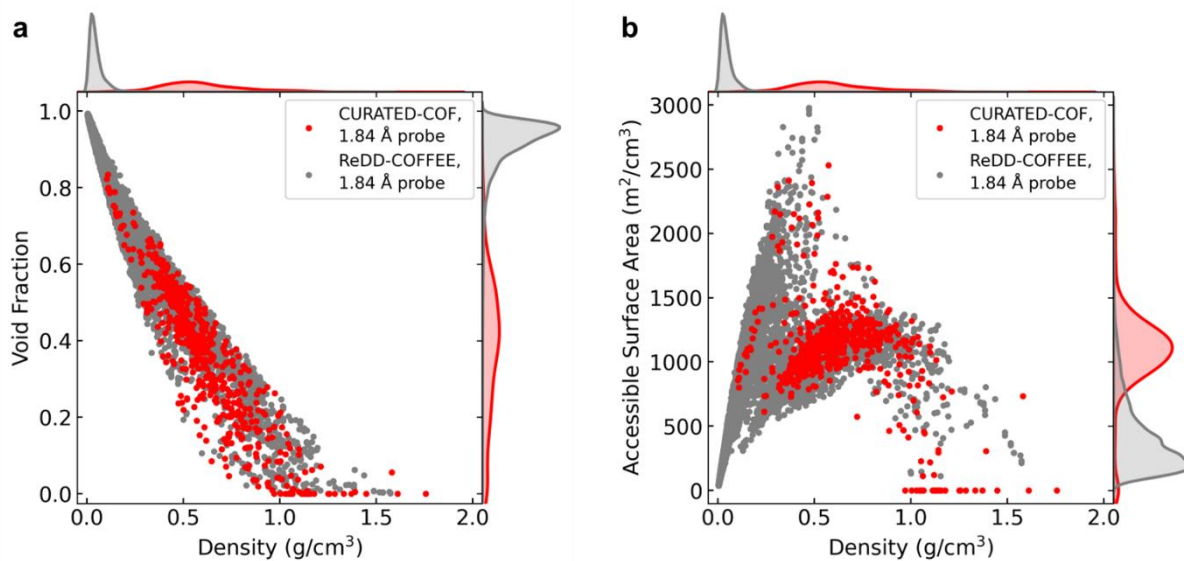 a
1.0
0.8
0.6
0.4
0.2
0.0
Void Fraction
CURATED-COF,
1.84 Å probe
ReDD-COFFEE,
1.84 Å probe
0.0 0.5 1.0 1.5 2.0
Density (g/cm³)
b
3000
2500
2000
1500
1000
500
0
Accessible Surface Area (m²/cm³)
CURATED-COF,
1.84 Å probe
ReDD-COFFEE,
1.84 Å probe
0.0 0.5 1.0 1.5 2.0
Density (g/cm³)